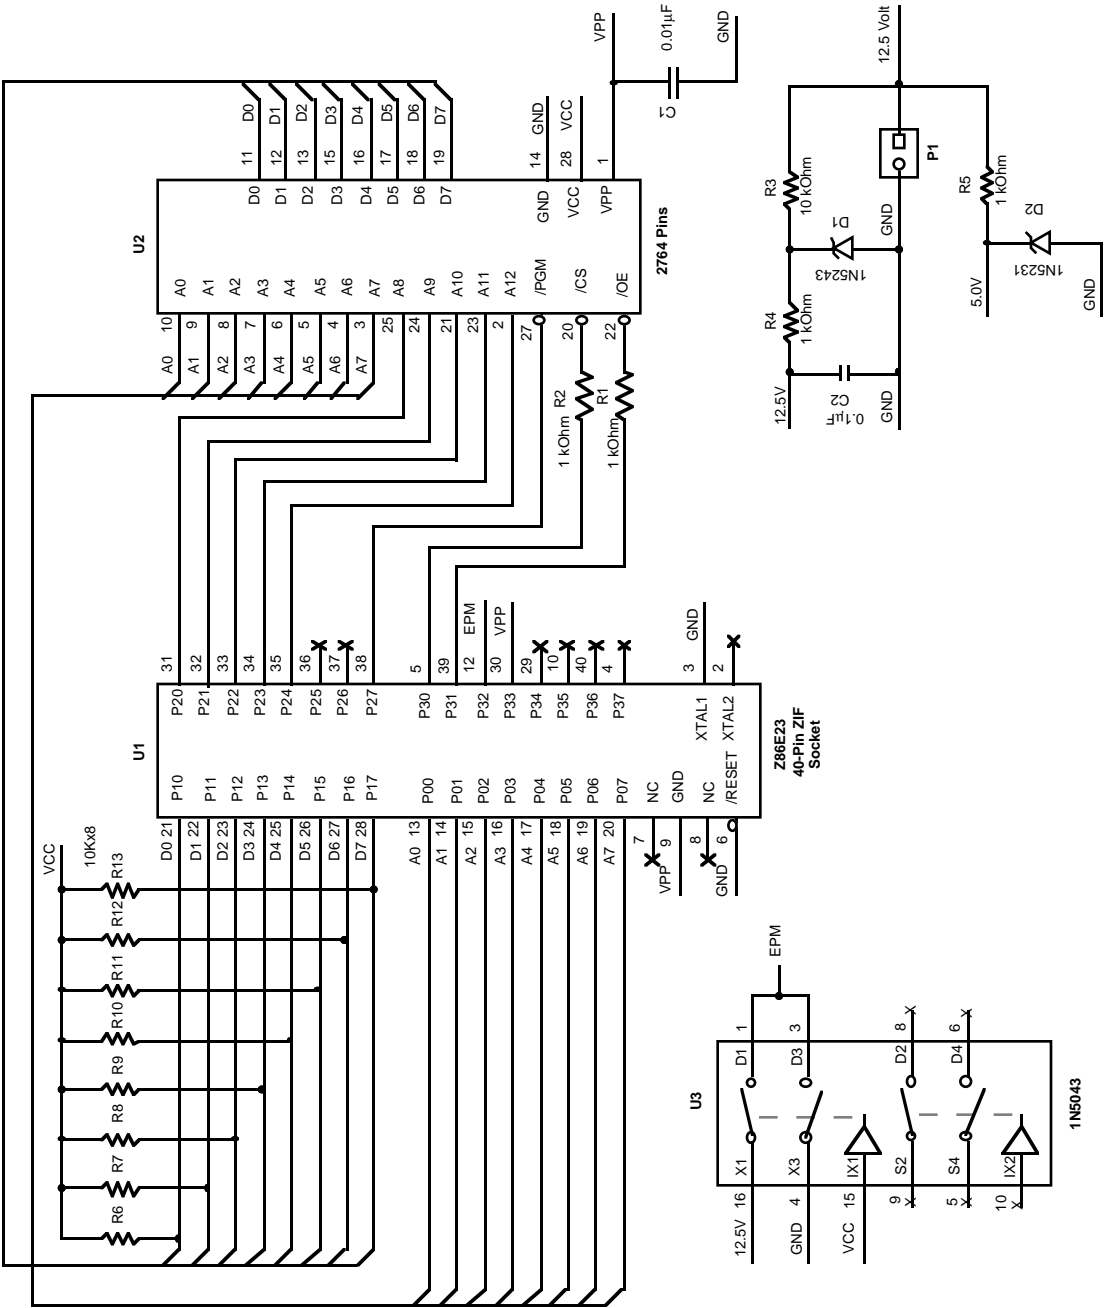 U2
2764 Pins
A0
A1
A2
A3
A4
A5
A6
A7
A8
A9
A10
A11
A12
/PGM
/CS
/OE
10
9
8
7
6
5
4
3
25
24
21
23
2
27
20
22
A0
A1
A2
A3
A4
A5
A6
A7
D0
D1
D2
D3
D4
D5
D6
D7
GND
VCC
VPP
11
12
13
15
16
17
18
19
14
28
1
D0
D1
D2
D3
D4
D5
D6
D7
GND
VCC
VPP
C1
0.01µF
GND
R2
1 kOhm
R1
1 kOhm
12.5 Volt
R3
10 kOhm
P1
R5
1 kOhm
D1
1N5243
GND
D2
1N5231
5.0V
GND
R4
1 kOhm
12.5V
C2
0.1µF
GND
U1
Z86E23
40-Pin ZIF
Socket
P20
P21
P22
P23
P24
P25
P26
P27
P30
P31
P32
P33
P34
P35
P36
P37
XTAL1
XTAL2
31
32
33
34
35
36
37
38
5
39
12
30
29
10
40
4
3
2
EPM
VPP
GND
P10
P11
P12
P13
P14
P15
P16
P17
P00
P01
P02
P03
P04
P05
P06
P07
NC
GND
NC
/RESET
D0 21
D1 22
D2 23
D3 24
D4 25
D5 26
D6 27
D7 28
A0 13
A1 14
A2 15
A3 16
A4 17
A5 18
A6 19
A7 20
7
VPP 9
8
GND 6
VCC
10Kx8
R13
R12
R11
R10
R9
R8
R7
R6
U3
1N5043
EPM
1
3
8
6
D1
D3
D2
D4
X1
X3
IX1
S2
S4
IX2
12.5V 16
GND 4
VCC 15
9
5
10